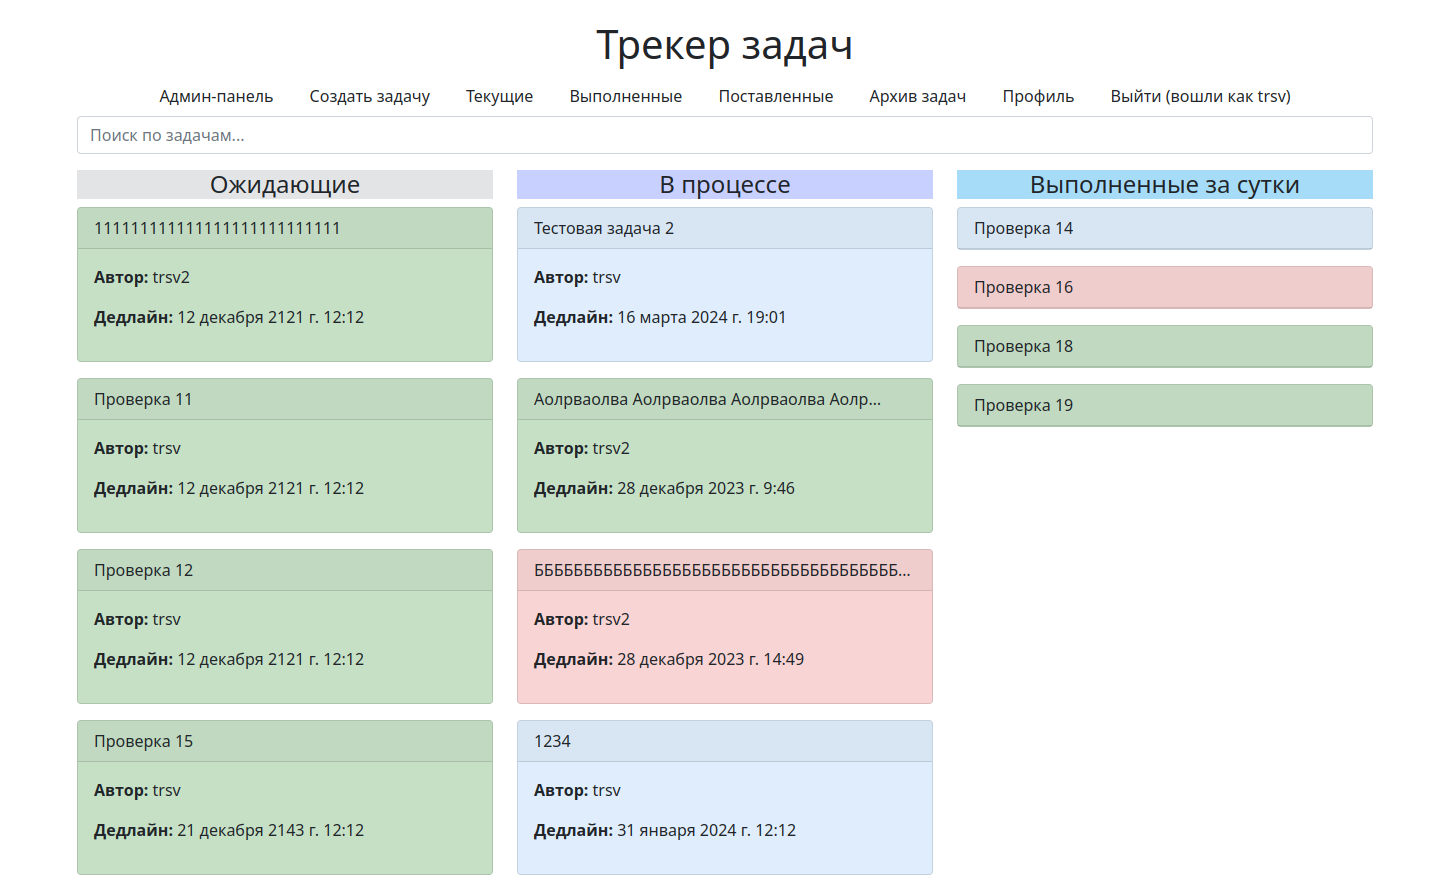 Трекер задач
Админ-панель Создать задачу Текущие Выполненные Поставленные Архив задач Профиль Выйти (вошли как trsv)
Поиск по задачам...
Ожидающие
111111111111111111111111111
Автор: trsv2
Дедлайн: 12 декабря 2121 г. 12:12
Проверка 11
Автор: trsv
Дедлайн: 12 декабря 2121 г. 12:12
Проверка 12
Автор: trsv
Дедлайн: 12 декабря 2121 г. 12:12
Проверка 15
Автор: trsv
Дедлайн: 21 декабря 2143 г. 12:12
В процессе
Тестовая задача 2
Автор: trsv
Дедлайн: 16 марта 2024 г. 19:01
Аолрваолва Аолрваолва Аолрваолва Аолр...
Автор: trsv2
Дедлайн: 28 декабря 2023 г. 9:46
БББББББББББББББББББББББББББББББББББББ...
Автор: trsv2
Дедлайн: 28 декабря 2023 г. 14:49
1234
Автор: trsv
Дедлайн: 31 января 2024 г. 12:12
Выполненные за сутки
Проверка 14
Проверка 16
Проверка 18
Проверка 19